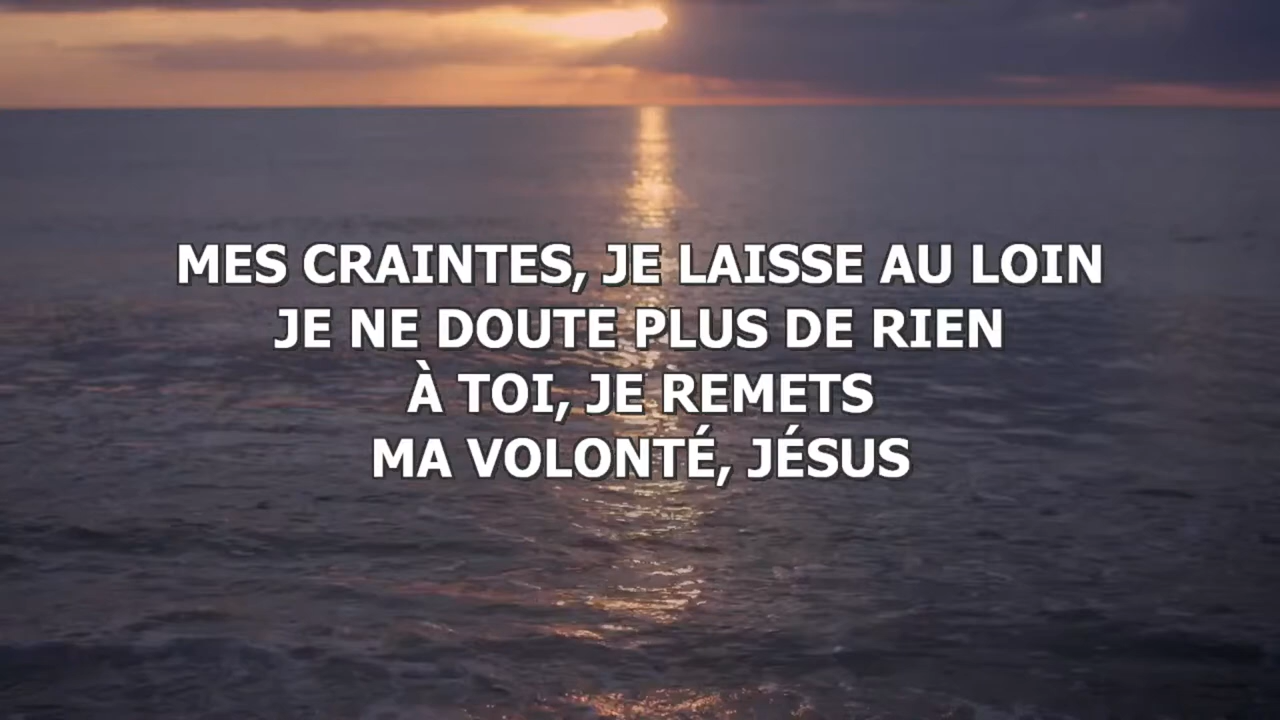 MES CRAINTES, JE LAISSE AU LOIN
JE NE DOUTE PLUS DE RIEN
À TOI, JE REMETS
MA VOLONTÉ, JÉSUS